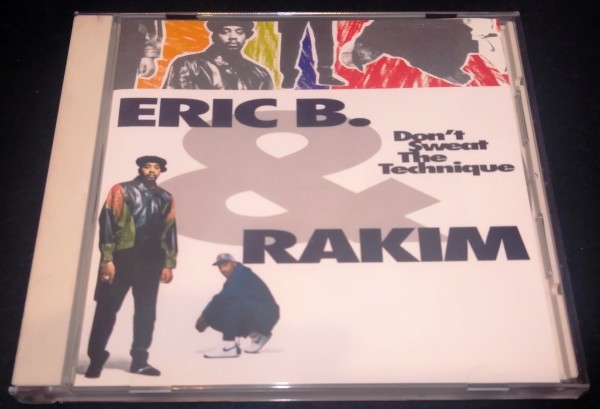 ERIC B.
&
Don't
Sweat
The
Technique
RAKIM